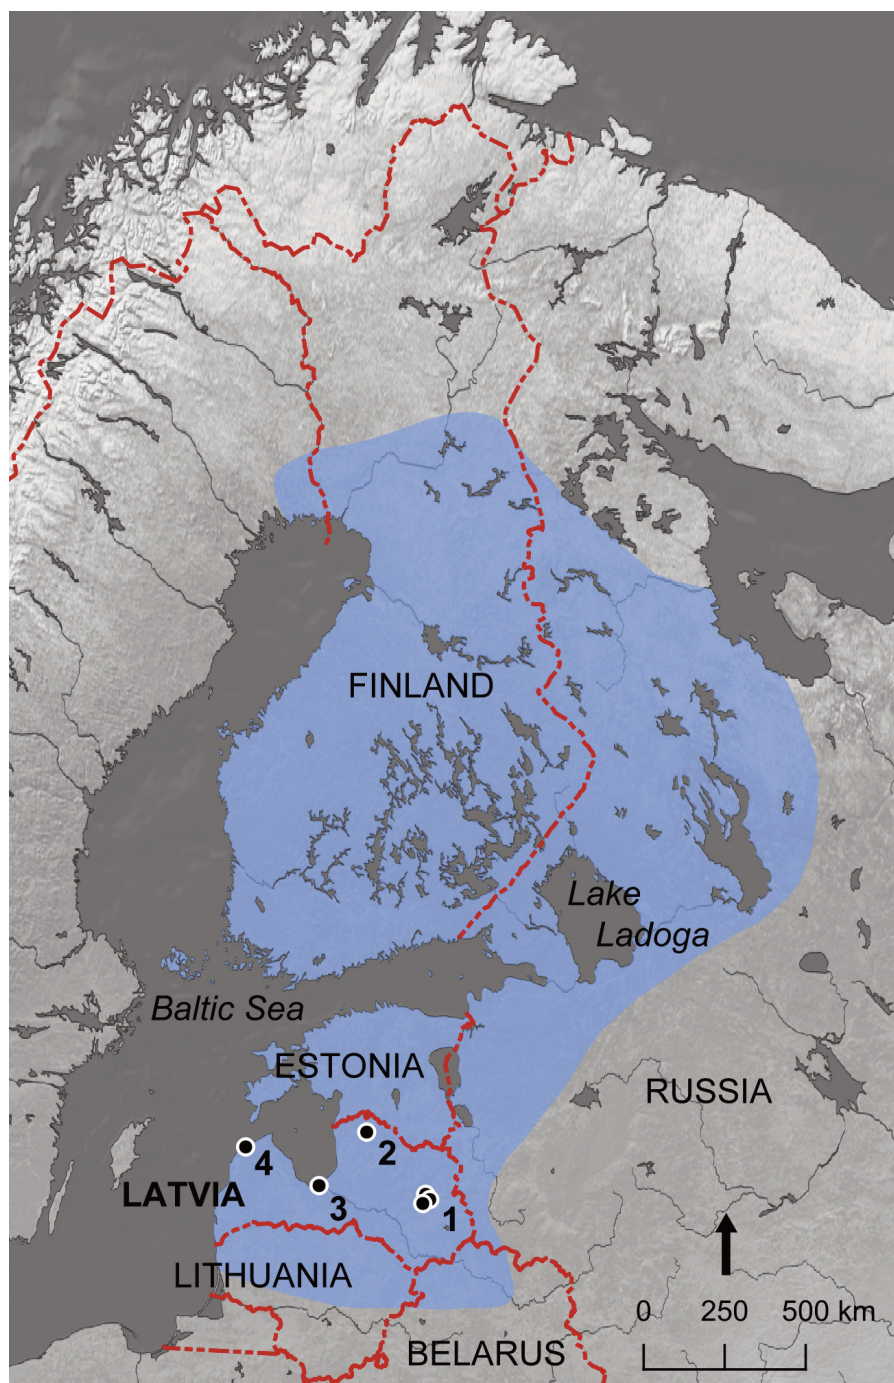 FINLAND
Lake
Ladoga
Baltic Sea
ESTONIA
RUSSIA
2
4
LATVIA
3
1
LITHUANIA
0 250 500 km
BELARUS